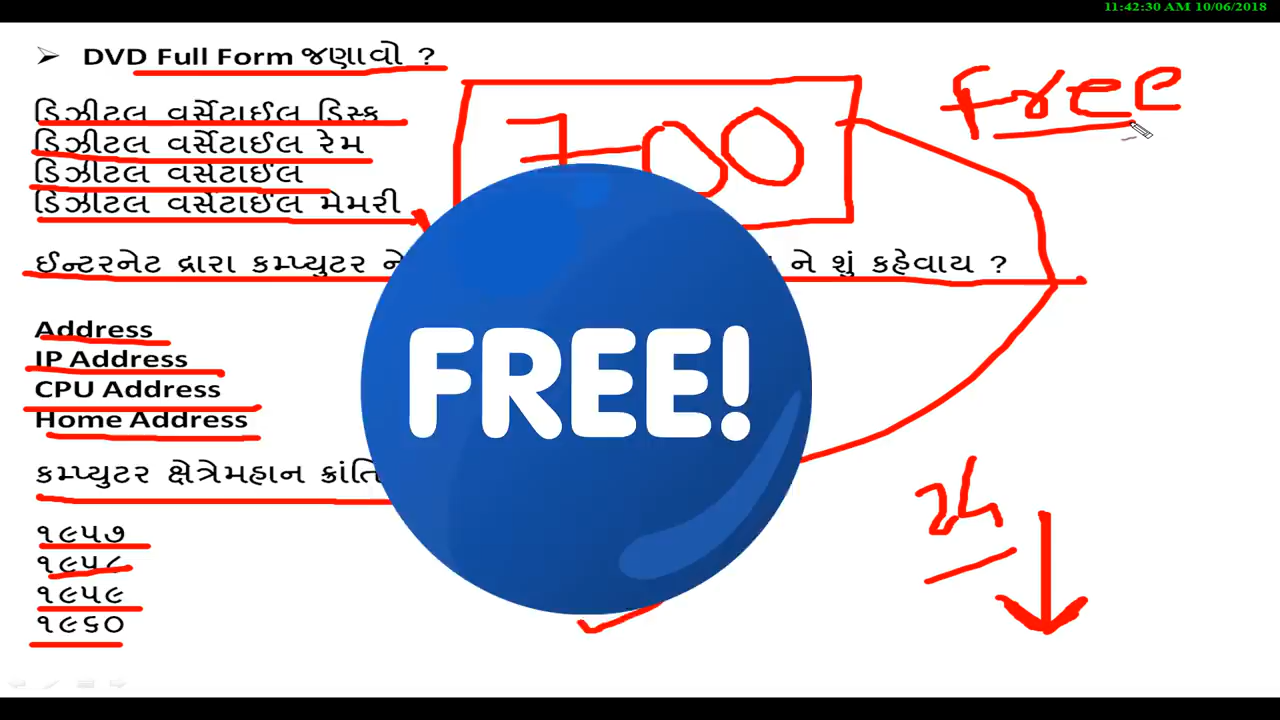 11:42:30 AM 10/06/2018
➢ DVD Full Form જણાવો ?
Free
ડિઝીટલ વર્સેટાઈલ ડિસ્ક
700
ડિઝીટલ વર્સેટાઈલ રેમ
ડિઝીટલ વર્સેટાઈલ
ડિઝીટલ વર્સેટાઈલ મેમરી
ઈન્ટરનેટ દ્રારા કમ્પ્યુટર ને ને શું કહેવાય ?
Address
IP Address
FREE!
CPU Address
Home Address
કમ્પ્યુટર ક્ષેત્રેમહાન ક્રાંતિ
૧૯૫૭
૧૯૫૮
૧૯૫૯
૧૯૬૦